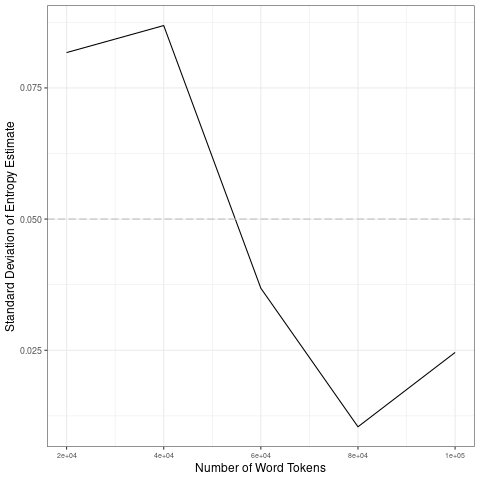 Standard Deviation of Entropy Estimate
0.075
0.050
0.025
2e+04 4e+04 6e+04 8e+04 1e+05
Number of Word Tokens